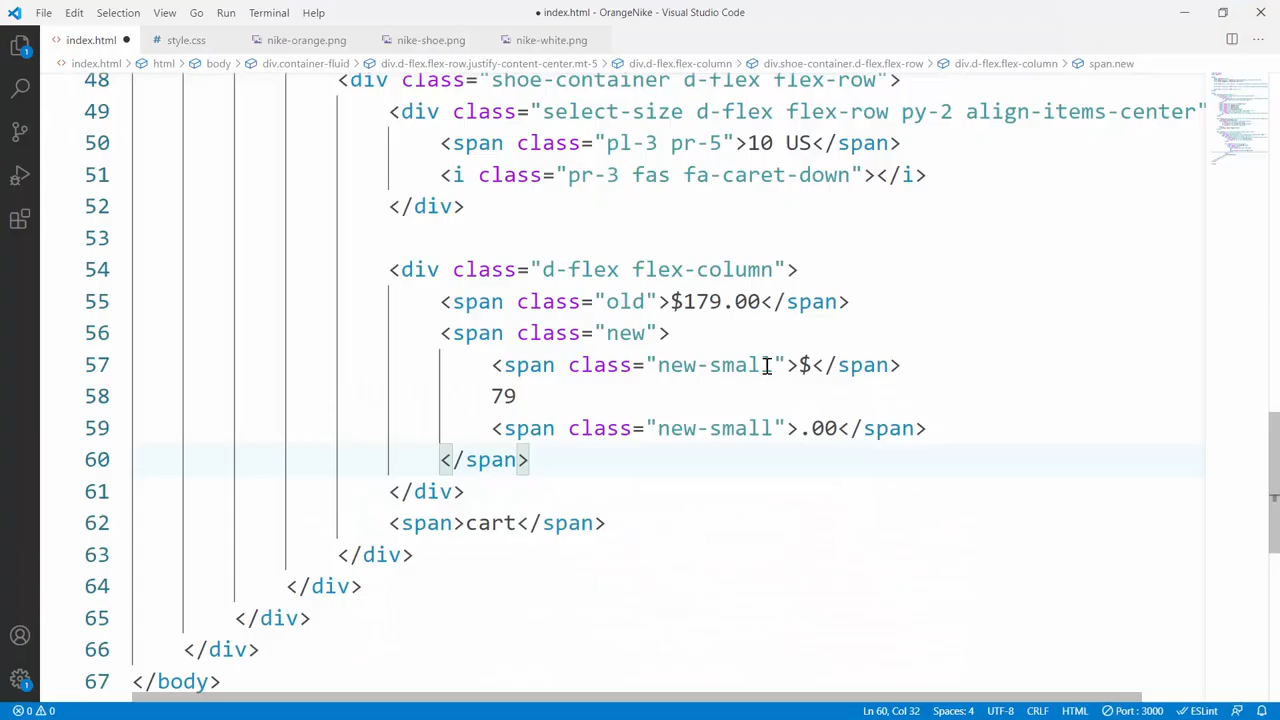 File Edit Selection View Go Run Terminal Help
● index.html - OrangeNike - Visual Studio Code
index.html ● style.css nike-orange.png nike-shoe.png nike-white.png
index.html > html > body > div.container-fluid > div.d-flex.flex-row.justify-content-center.mt-5 > div.d-flex.flex-column > div.shoe-container.d-flex.flex-row > div.d-flex.flex-column > span.new
48 <div class="shoe-container d-flex flex-row">
49 <div class="select-size d-flex flex-row py-2 align-items-center"
50 <span class="pl-3 pr-5">10 US</span>
51 <i class="pr-3 fas fa-caret-down"></i>
52 </div>
53
54 <div class="d-flex flex-column">
55 <span class="old">$179.00</span>
56 <span class="new">
57 <span class="new-small">$</span>
58 79
59 <span class="new-small">.00</span>
60 </span>
61 </div>
62 <span>cart</span>
63 </div>
64 </div>
65 </div>
66 </div>
67 </body>
1
1
0 0 Ln 60, Col 32 Spaces: 4 UTF-8 CRLF HTML Port : 3000 ESLint